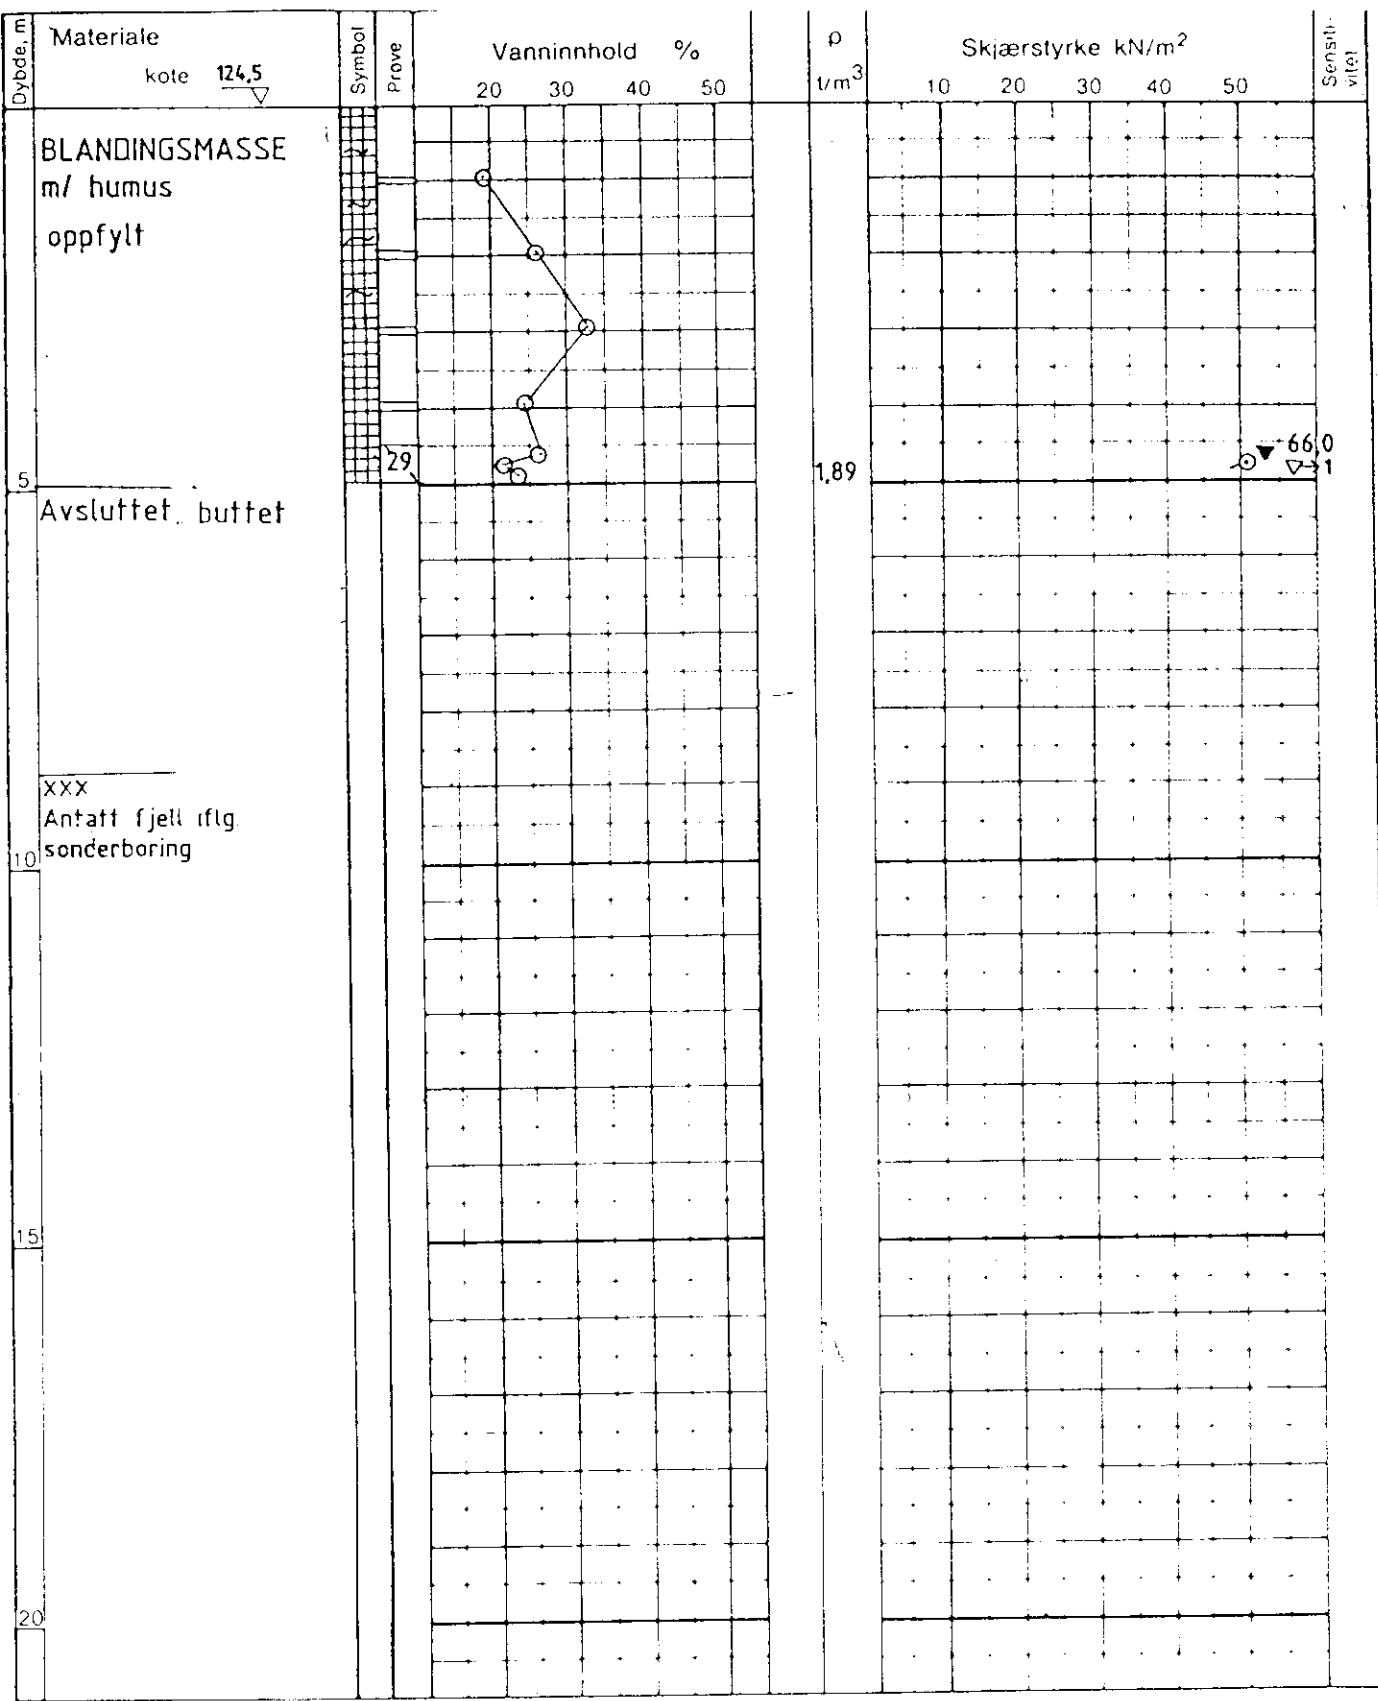 Dybde, m
Materiale
kote 124,5
Symbol
Prøve
Vanninnhold %
20 30 40 50
ρ
t/m³
Skjærstyrke kN/m²
10 20 30 40 50
Sensiti-
vitet
BLANDINGSMASSE
m/ humus
oppfylt
29
1,89
66,0
1
5
Avsluttet, buttet
XXX
Antatt fjell iflg.
sonderboring
10
15
20